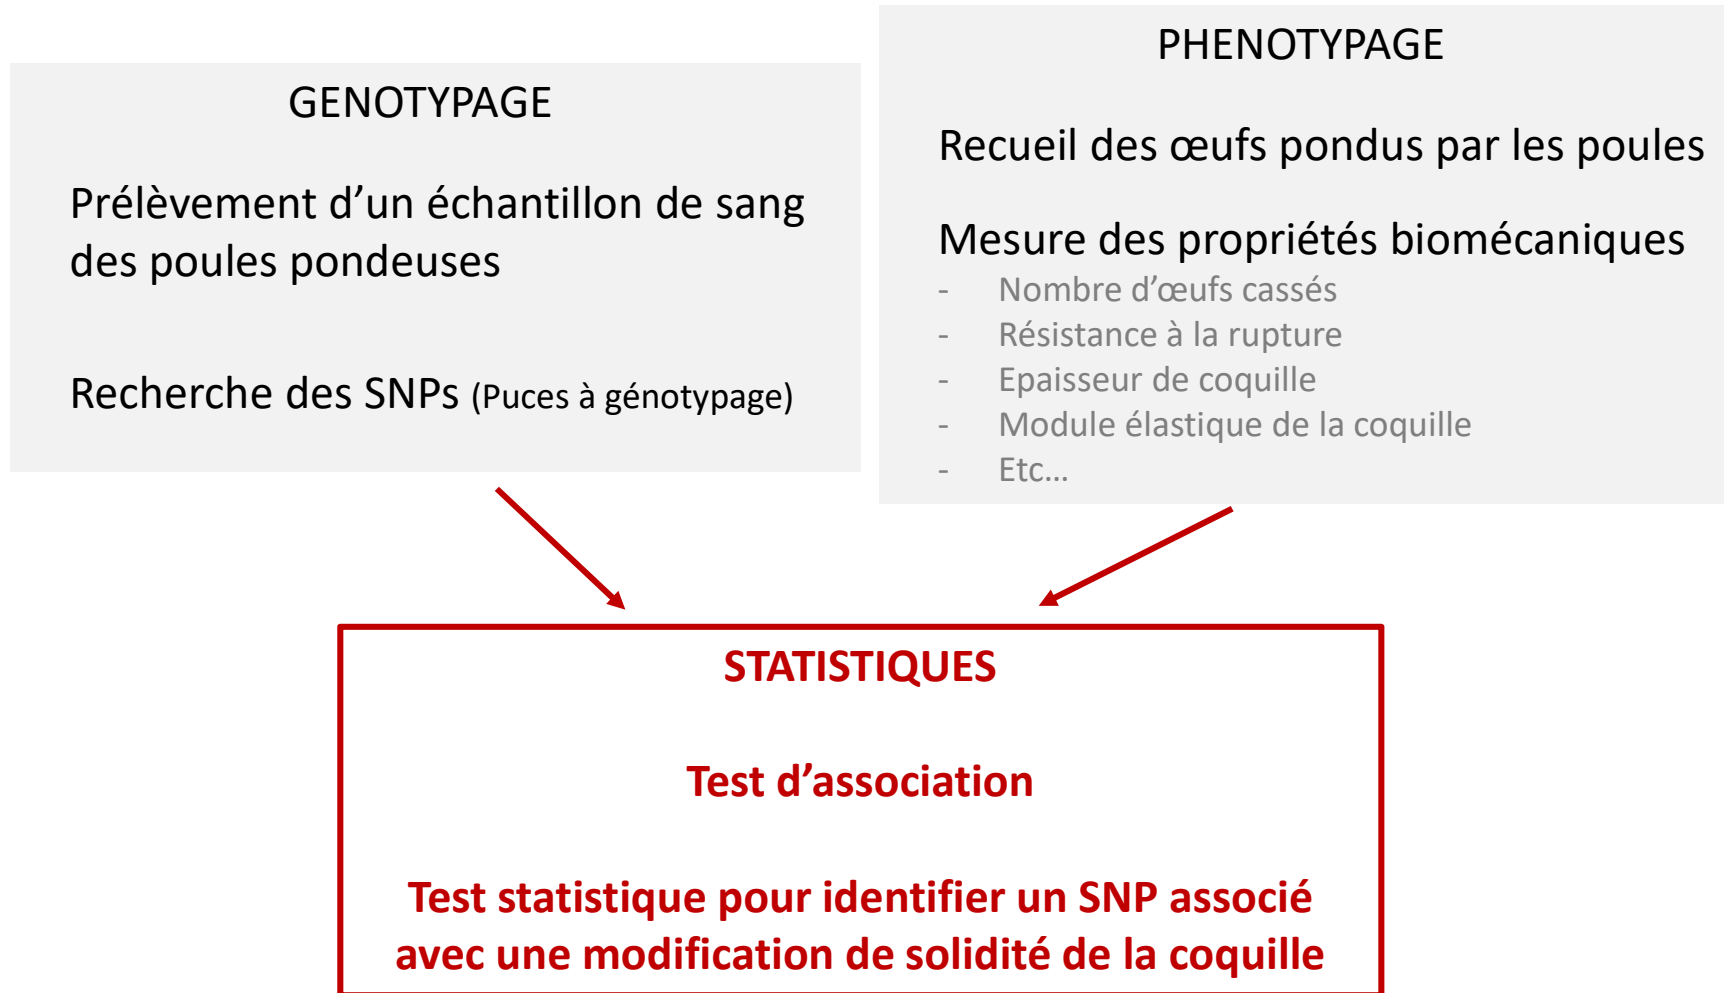 GENOTYPAGE
Prélèvement d’un échantillon de sang
des poules pondeuses
Recherche des SNPs (Puces à génotypage)
PHENOTYPAGE
Recueil des œufs pondus par les poules
Mesure des propriétés biomécaniques
- Nombre d’œufs cassés
- Résistance à la rupture
- Epaisseur de coquille
- Module élastique de la coquille
- Etc…
STATISTIQUES
Test d’association
Test statistique pour identifier un SNP associé
avec une modification de solidité de la coquille